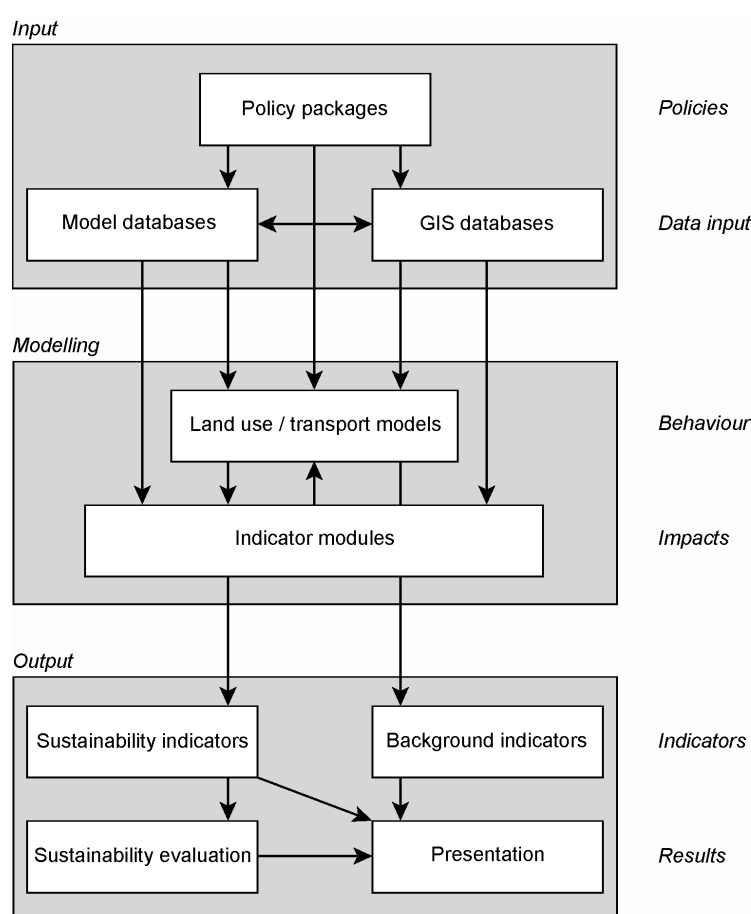 Input
Policy packages
Policies
Model databases
GIS databases
Data input
Modelling
Land use / transport models
Behaviour
Indicator modules
Impacts
Output
Sustainability indicators
Background indicators
Indicators
Sustainability evaluation
Presentation
Results